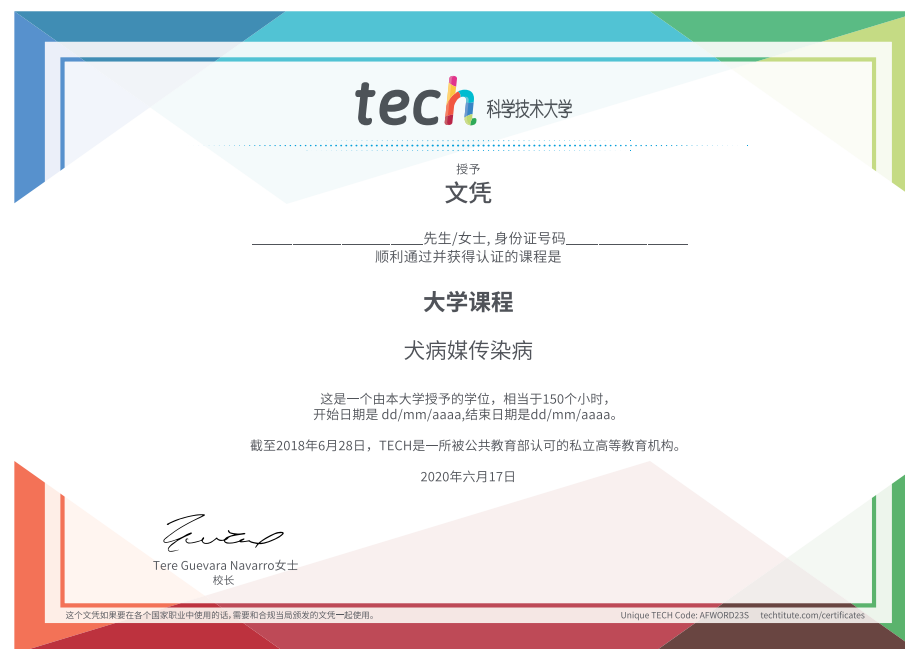 tech 科学技术大学
授予
文凭
先生/女士, 身份证号码
顺利通过并获得认证的课程是
大学课程
犬病媒传染病
这是一个由本大学授予的学位，相当于150个小时，
开始日期是 dd/mm/aaaa,结束日期是dd/mm/aaaa。
截至2018年6月28日，TECH是一所被公共教育部认可的私立高等教育机构。
2020年六月17日
Tere Guevara Navarro女士
校长
这个文凭如果要在各个国家职业中使用的话,需要和合规当局颁发的文凭一起使用。
Unique TECH Code: AFWORD23S techtitute.com/certificates